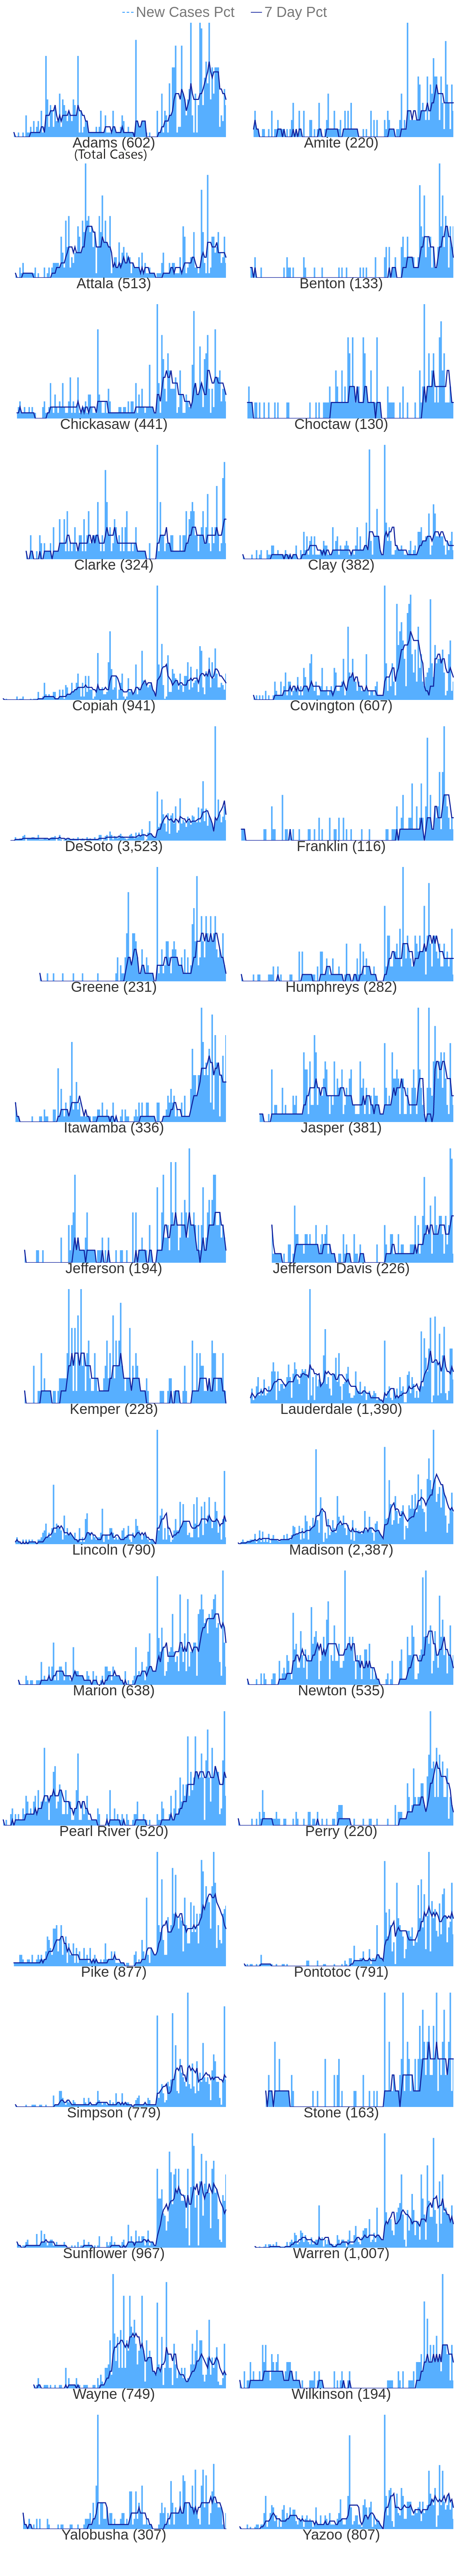 New Cases Pct 7 Day Pct
Adams (602) Amite (220)
(Total Cases)
Attala (513) Benton (133)
Chickasaw (441) Choctaw (130)
Clarke (324) Clay (382)
Copiah (941) Covington (607)
DeSoto (3,523) Franklin (116)
Greene (231) Humphreys (282)
Itawamba (336) Jasper (381)
Jefferson (194) Jefferson Davis (226)
Kemper (228) Lauderdale (1,390)
Lincoln (790) Madison (2,387)
Marion (638) Newton (535)
Pearl River (520) Perry (220)
Pike (877) Pontotoc (791)
Simpson (779) Stone (163)
Sunflower (967) Warren (1,007)
Wayne (749) Wilkinson (194)
Yalobusha (307) Yazoo (807)